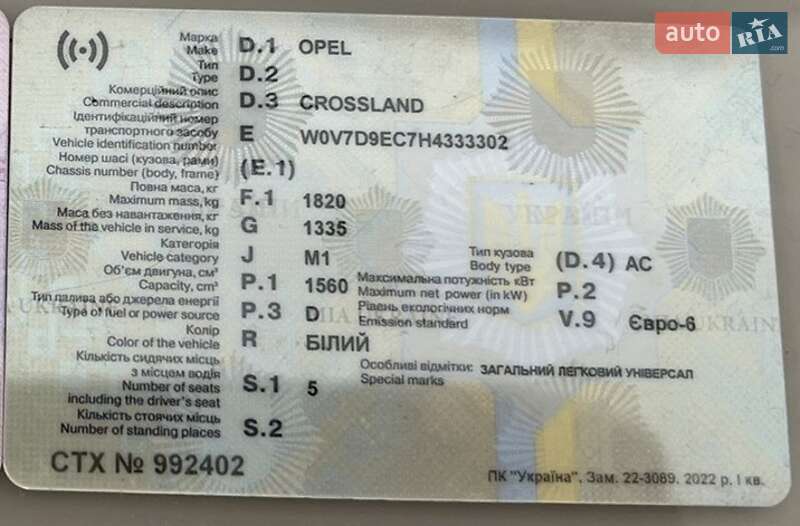 auto RIA .com
Марка
Make D.1 OPEL
Тип
Type D.2
Комерційний опис
Commercial description D.3 CROSSLAND
Ідентифікаційний номер
транспортного засобу
Vehicle identification number E W0V7D9EC7H4333302
Номер шасі (кузова, рами)
Chassis number (body, frame) (E.1)
Повна маса, кг
Maximum mass, kg F.1 1820
Маса без навантаження, кг
Mass of the vehicle in service, kg G 1335
Категорія
Vehicle category J M1
Тип кузова
Body type (D.4) AC
Об'єм двигуна, см³
Capacity, cm³ P.1 1560
Максимальна потужність кВт
Maximum net power (in kW) P.2
Тип палива або джерела енергії
Type of fuel or power source P.3 D
Рівень екологічних норм
Emission standard V.9 Євро-6
Колір
Color of the vehicle R БІЛИЙ
Кількість сидячих місць
з місцем водія
Number of seats
including the driver's seat S.1 5
Особливі відмітки: ЗАГАЛЬНИЙ ЛЕГКОВИЙ УНІВЕРСАЛ
Special marks
Кількість стоячих місць
Number of standing places S.2
СТХ № 992402
ПК "Україна". Зам. 22-3089. 2022 р. І кв.